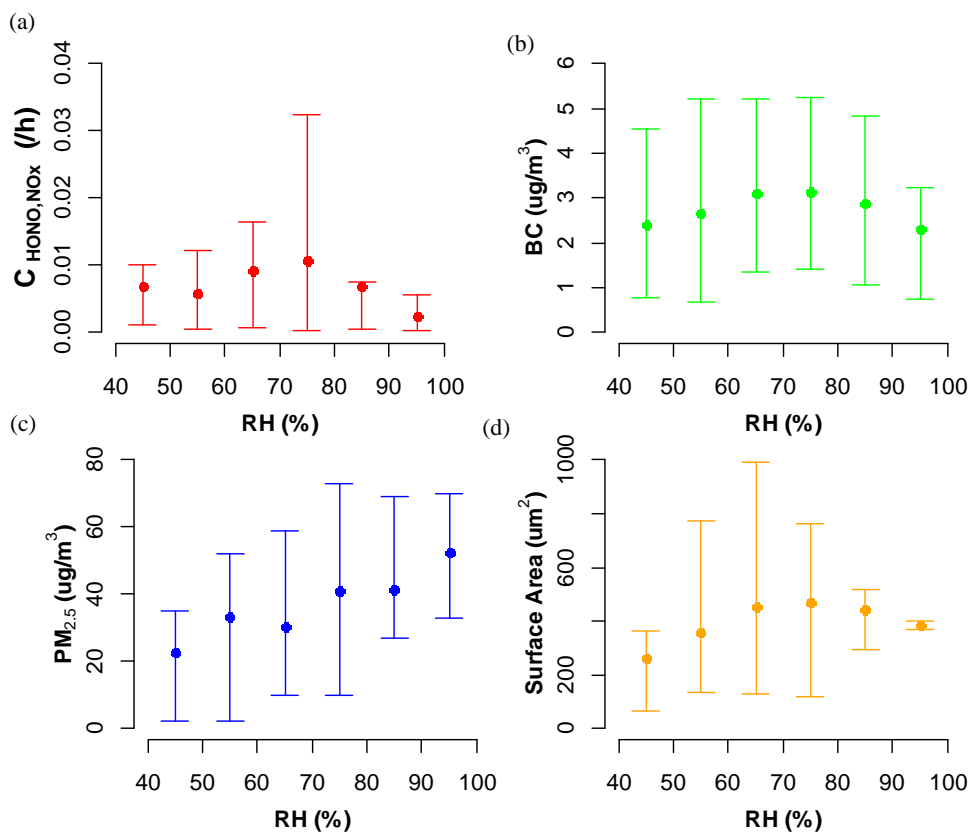 (a)
C HONO,NOx (/h)
0.00 0.01 0.02 0.03 0.04
40 50 60 70 80 90 100
RH (%)
(b)
BC (ug/m3)
0 1 2 3 4 5 6
40 50 60 70 80 90 100
RH (%)
(c)
PM2.5 (ug/m3)
0 20 40 60 80
40 50 60 70 80 90 100
RH (%)
(d)
Surface Area (um2)
0 200 400 600 1000
40 50 60 70 80 90 100
RH (%)